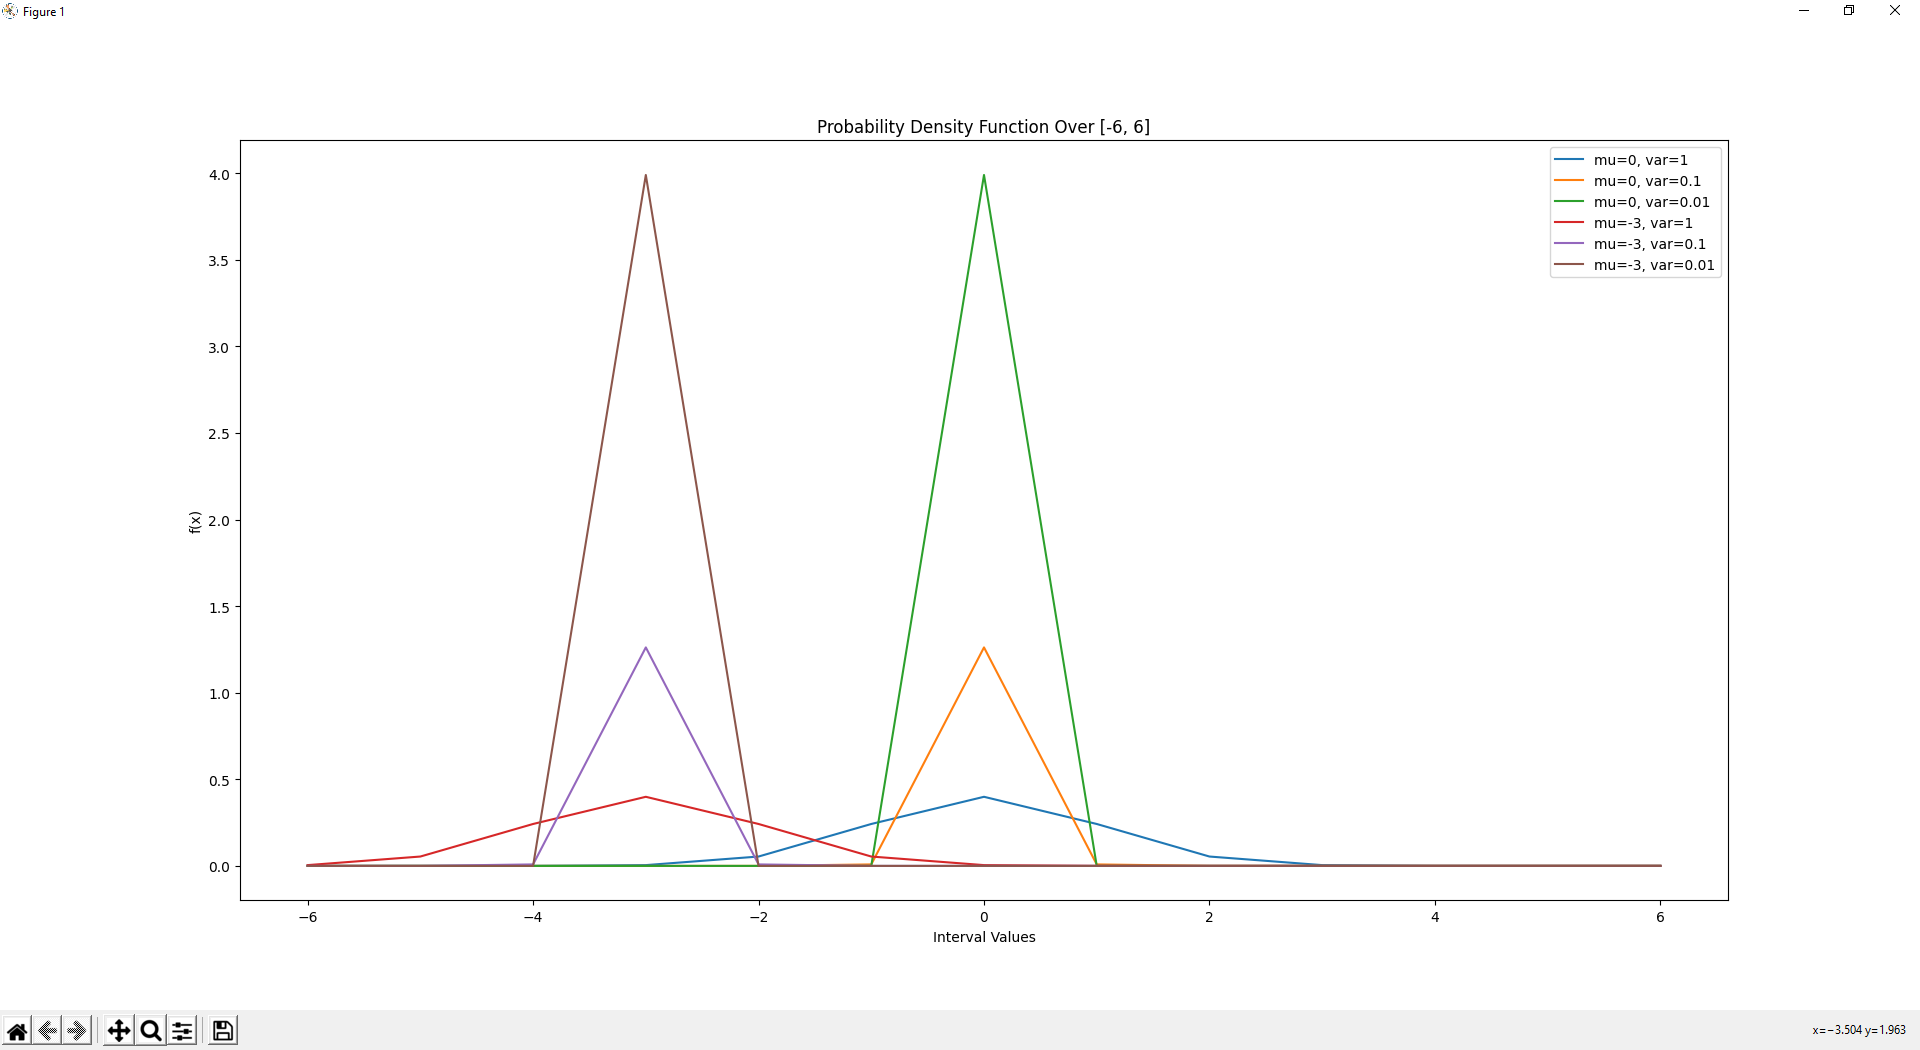 Figure 1
Probability Density Function Over [-6, 6]
mu=0, var=1
mu=0, var=0.1
mu=0, var=0.01
mu=-3, var=1
mu=-3, var=0.1
mu=-3, var=0.01
4.0
3.5
3.0
2.5
2.0
1.5
1.0
0.5
0.0
f(x)
−6 −4 −2 0 2 4 6
Interval Values
x=−3.504 y=1.963